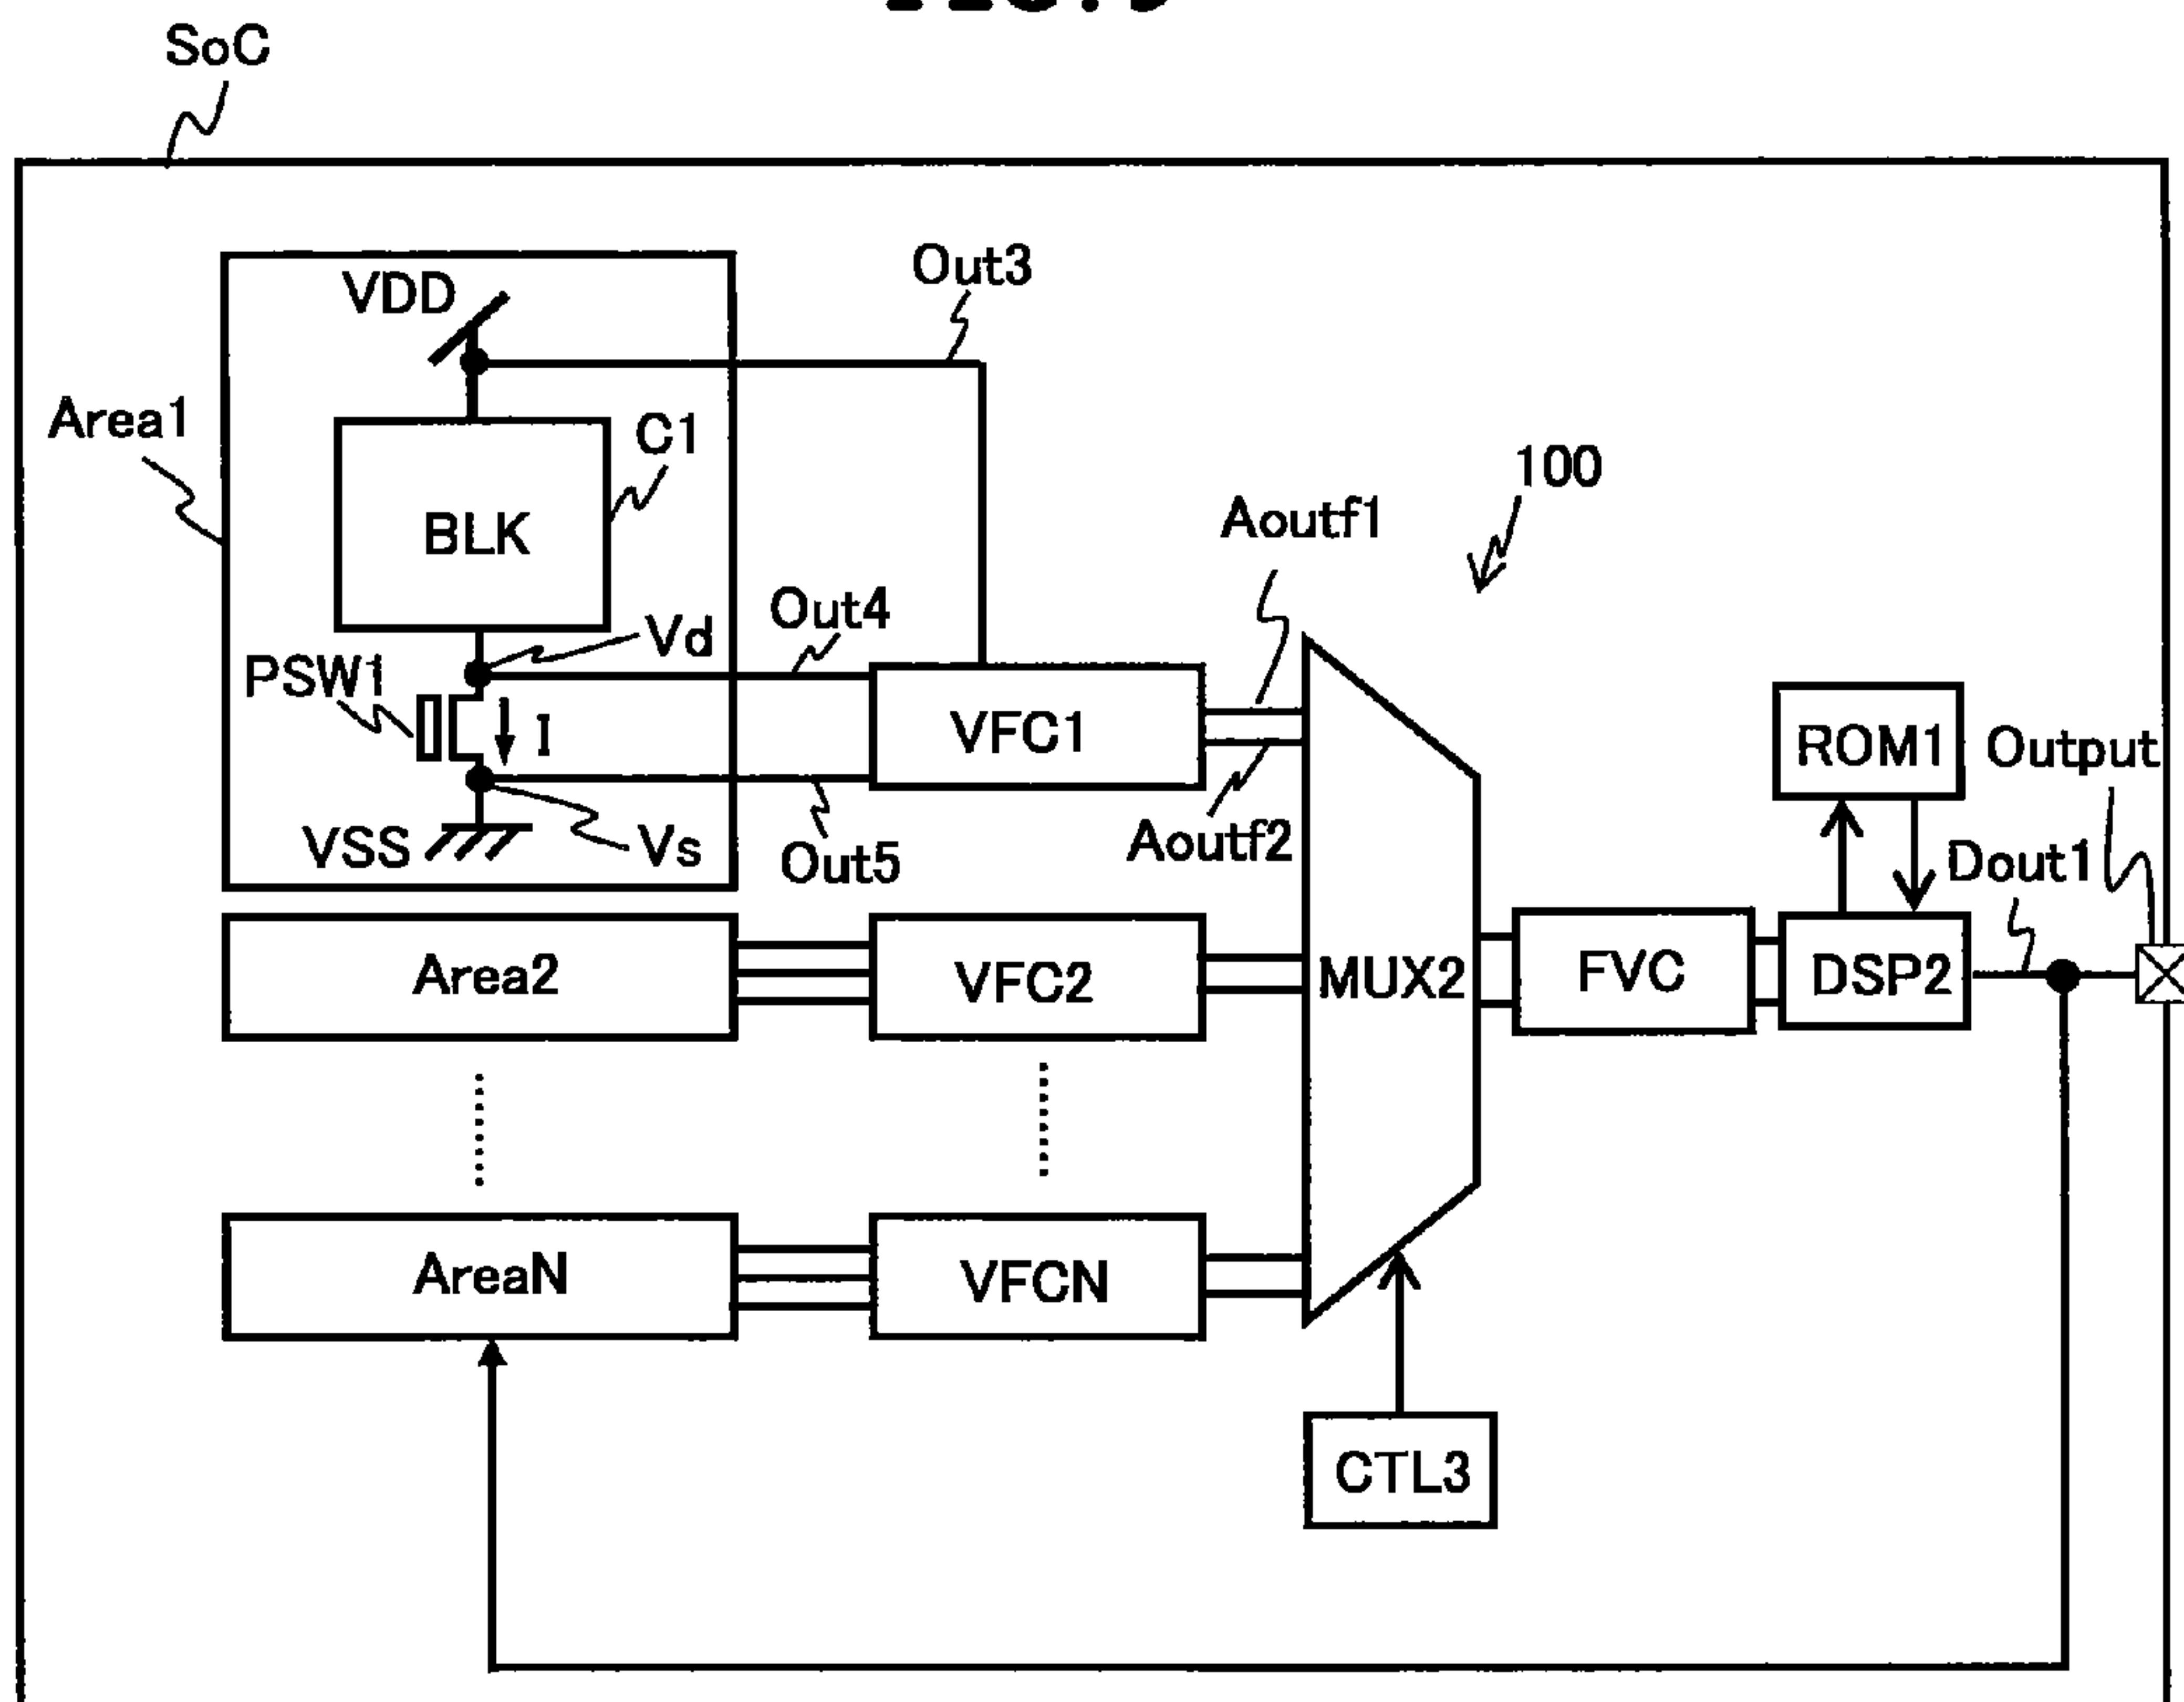 SoC
VDD
Out3
Area1
C1
BLK
100
Aoutf1
Out4
Vd
PSW1
I
VFC1
ROM1
Output
VSS
Vs
Out5
Aoutf2
Dout1
Area2
VFC2
MUX2
FVC
DSP2
AreaN
VFCN
CTL3